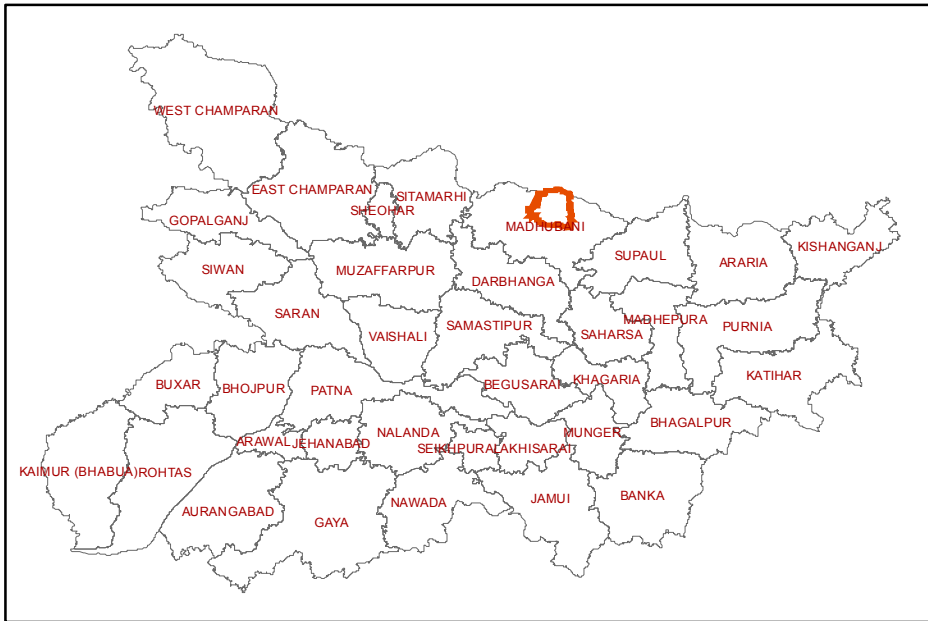 WEST CHAMPARAN
EAST CHAMPARAN
SITAMARHI
SHEOHAR
GOPALGANJ
MADHUBANI
KISHANGANJ
SUPAUL
ARARIA
SIWAN
MUZAFFARPUR
DARBHANGA
SARAN
VAISHALI
SAMASTIPUR
MADHEPURA
SAHARSA
PURNIA
BUXAR
BHOJPUR
PATNA
BEGUSARAI
KHAGARIA
KATIHAR
ARAWAL
JEHANABAD
NALANDA
SEIKHPURA
LAKHISARAI
MUNGER
BHAGALPUR
KAIMUR (BHABUA)
ROHTAS
AURANGABAD
GAYA
NAWADA
JAMUI
BANKA